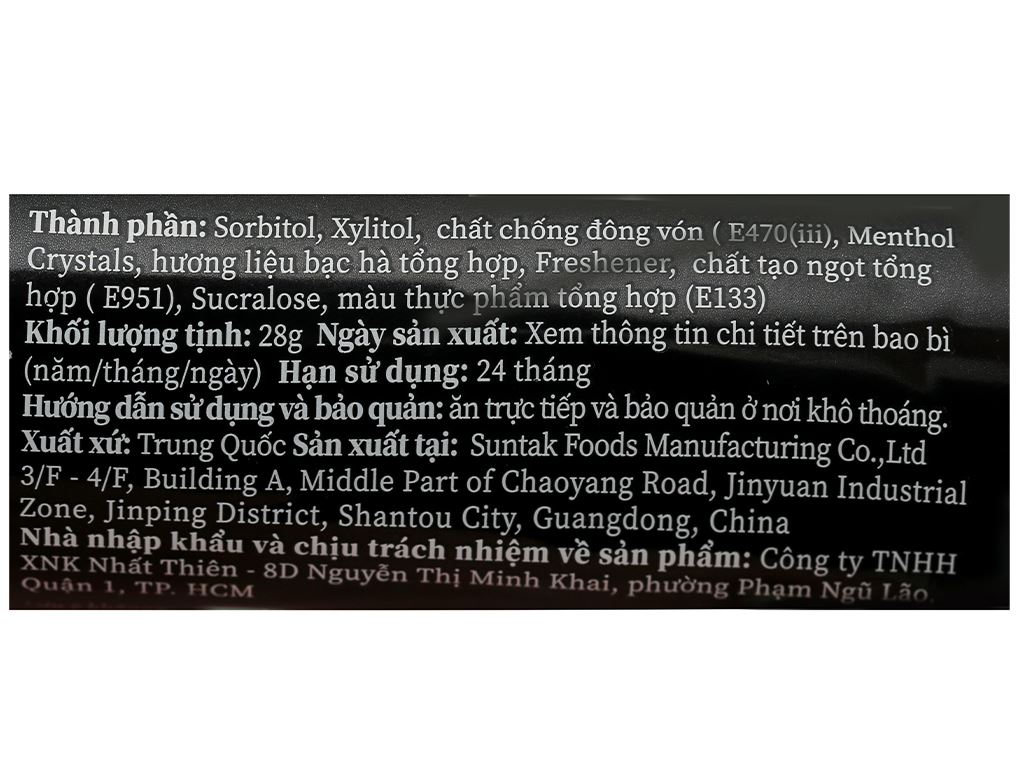 Thành phần: Sorbitol, Xylitol, chất chống đông vón ( E470(iii), Menthol
Crystals, hương liệu bạc hà tổng hợp, Freshener, chất tạo ngọt tổng
hợp ( E951), Sucralose, màu thực phẩm tổng hợp (E133)
Khối lượng tịnh: 28g Ngày sản xuất: Xem thông tin chi tiết trên bao bì
(năm/tháng/ngày) Hạn sử dụng: 24 tháng
Hướng dẫn sử dụng và bảo quản: ăn trực tiếp và bảo quản ở nơi khô thoáng.
Xuất xứ: Trung Quốc Sản xuất tại: Suntak Foods Manufacturing Co.,Ltd
3/F - 4/F, Building A, Middle Part of Chaoyang Road, Jinyuan Industrial
Zone, Jinping District, Shantou City, Guangdong, China
Nhà nhập khẩu và chịu trách nhiệm về sản phẩm: Công ty TNHH
XNK Nhất Thiên - 8D Nguyễn Thị Minh Khai, phường Phạm Ngũ Lão.
Quận 1, TP. HCM